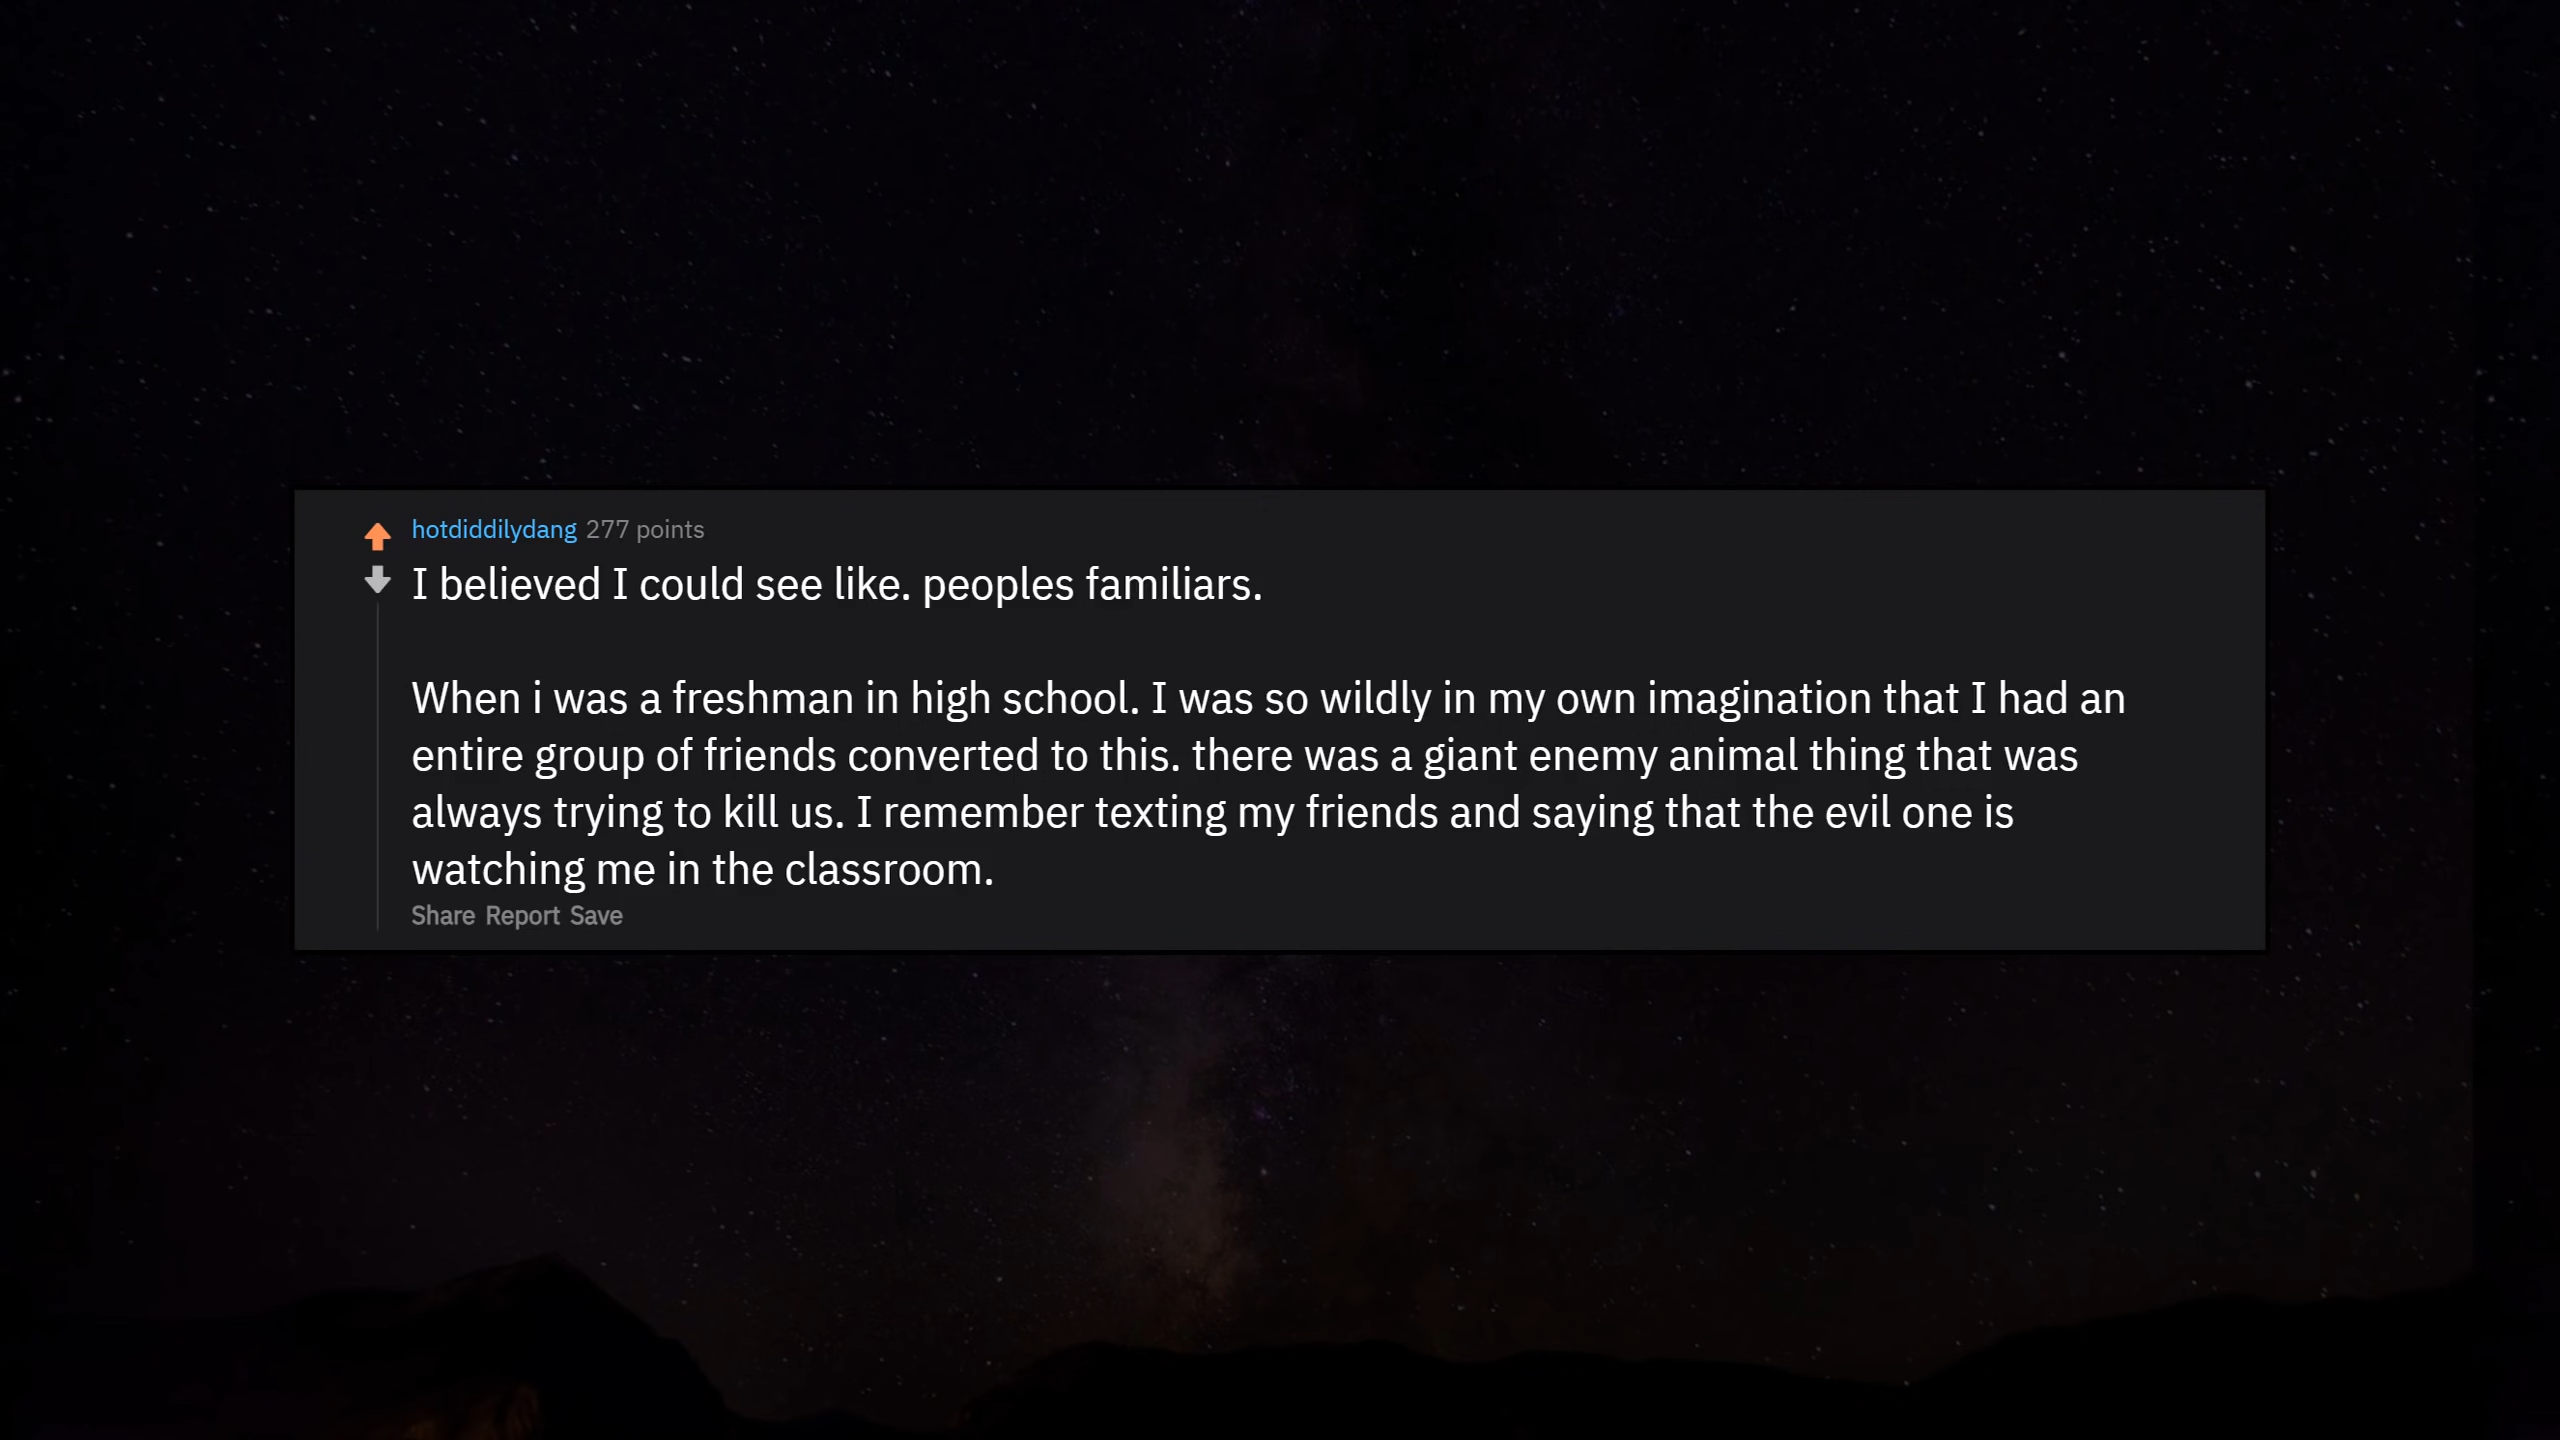 hotdiddilydang 277 points
I believed I could see like. peoples familiars.
When i was a freshman in high school. I was so wildly in my own imagination that I had an
entire group of friends converted to this. there was a giant enemy animal thing that was
always trying to kill us. I remember texting my friends and saying that the evil one is
watching me in the classroom.
Share Report Save